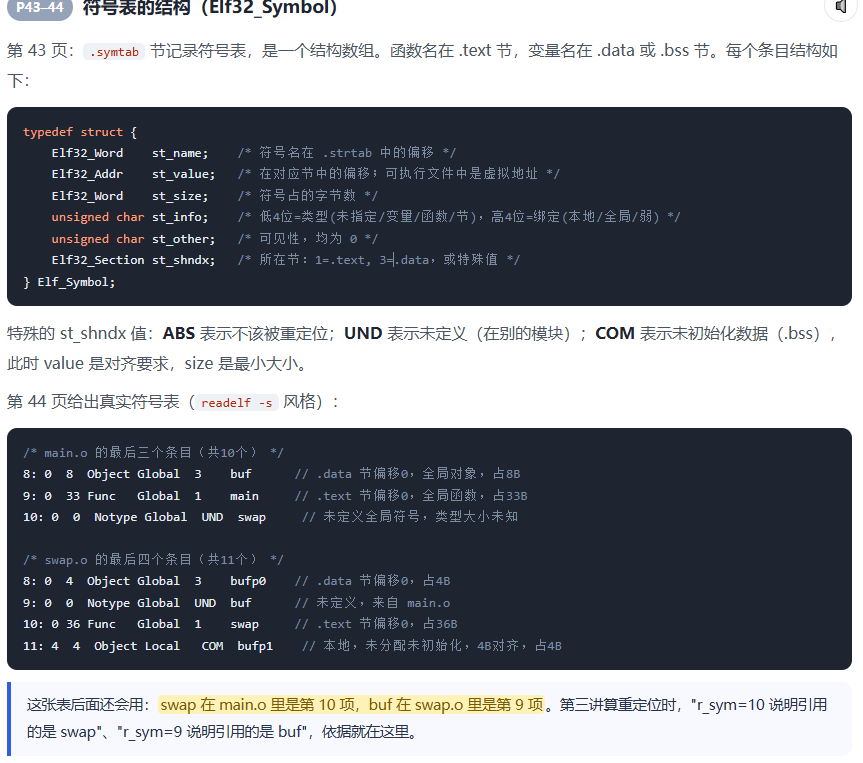 P43–44 符号表的结构（Elf32_Symbol）
第 43 页：.symtab 节记录符号表，是一个结构数组。函数名在 .text 节，变量名在 .data 或 .bss 节。每个条目结构如
下：
typedef struct {
    Elf32_Word    st_name;    /* 符号名在 .strtab 中的偏移 */
    Elf32_Addr    st_value;   /* 在对应节中的偏移；可执行文件中是虚拟地址 */
    Elf32_Word    st_size;    /* 符号占的字节数 */
    unsigned char st_info;    /* 低4位=类型(未指定/变量/函数/节)，高4位=绑定(本地/全局/弱) */
    unsigned char st_other;   /* 可见性，均为 0 */
    Elf32_Section st_shndx;   /* 所在节：1=.text, 3=.data，或特殊值 */
} Elf_Symbol;
特殊的 st_shndx 值：ABS 表示不该被重定位；UND 表示未定义（在别的模块）；COM 表示未初始化数据（.bss），
此时 value 是对齐要求，size 是最小大小。
第 44 页给出真实符号表（readelf -s 风格）：
/* main.o 的最后三个条目（共10个） */
8: 0  8  Object Global  3    buf      // .data 节偏移0，全局对象，占8B
9: 0  33 Func   Global  1    main     // .text 节偏移0，全局函数，占33B
10: 0  0  Notype Global  UND  swap     // 未定义全局符号，类型大小未知
/* swap.o 的最后四个条目（共11个） */
8: 0  4  Object Global  3    bufp0    // .data 节偏移0，占4B
9: 0  0  Notype Global  UND  buf      // 未定义，来自 main.o
10: 0 36 Func   Global  1    swap     // .text 节偏移0，占36B
11: 4  4  Object Local   COM  bufp1    // 本地，未分配未初始化，4B对齐，占4B
这张表后面还会用：swap 在 main.o 里是第 10 项，buf 在 swap.o 里是第 9 项。第三讲算重定位时，"r_sym=10 说明引用
的是 swap"、"r_sym=9 说明引用的是 buf"，依据就在这里。